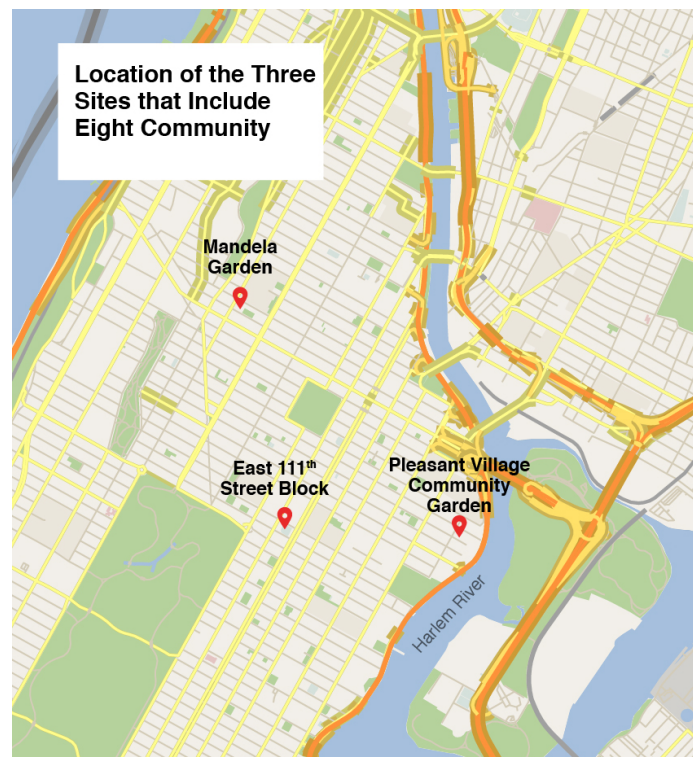 Location of the Three
Sites that Include
Eight Community
Mandela
Garden
East 111th
Street Block
Pleasant Village
Community
Garden
Harlem River